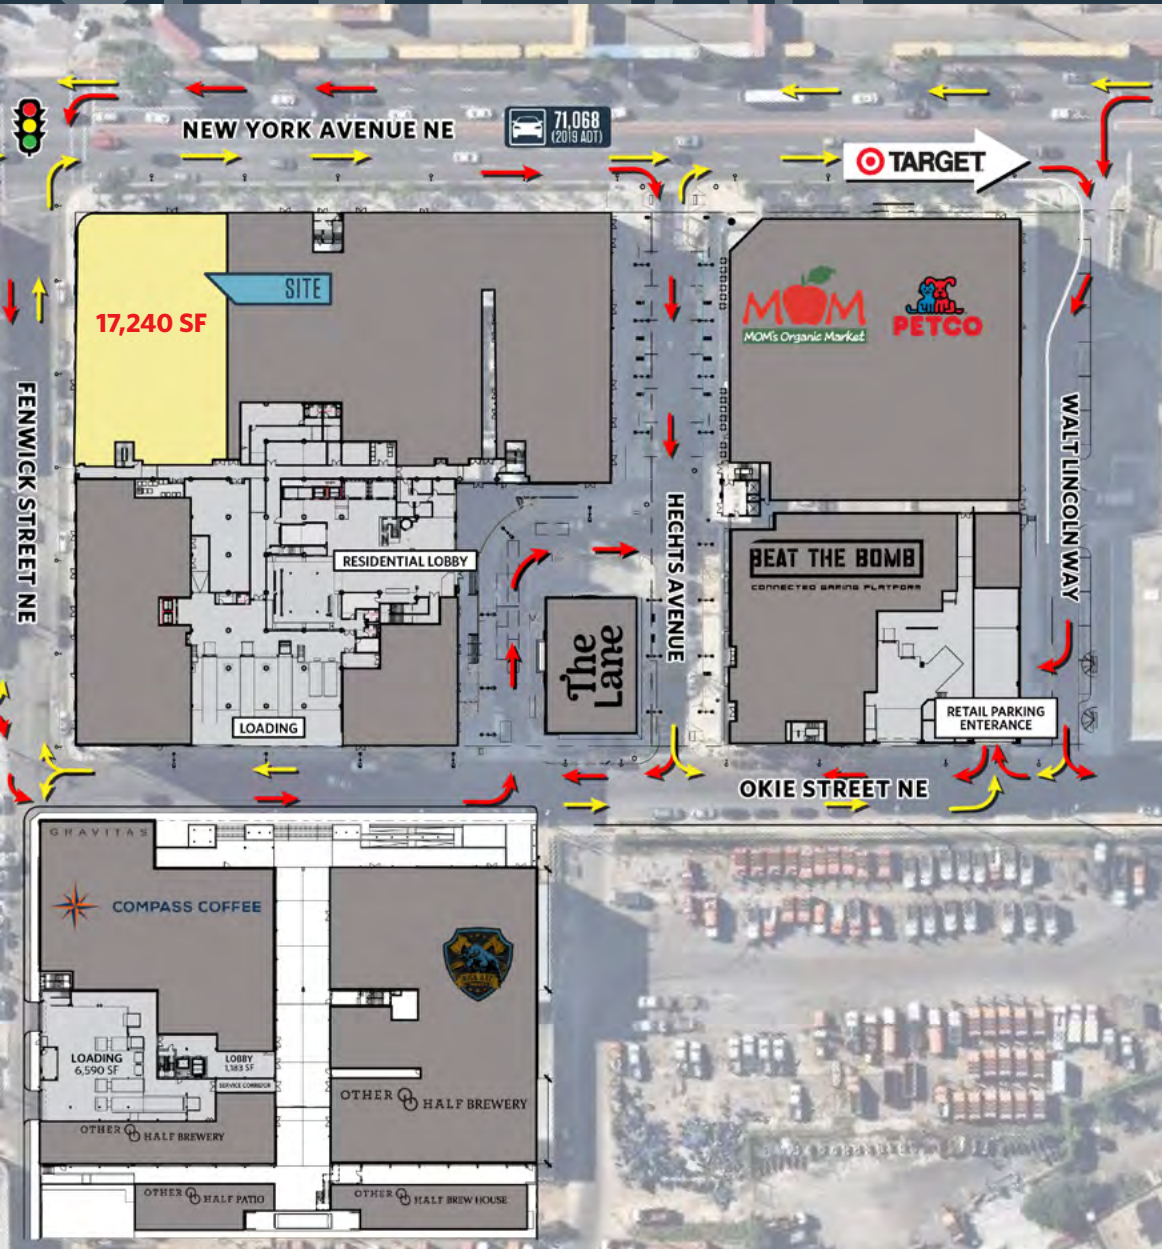 NEW YORK AVENUE NE
71,068
(2019 ADT)
TARGET
SITE
17,240 SF
MOM
MOM's Organic Market
PETCO
FENWICK STREET NE
HECHTS AVENUE
WALT LINCOLN WAY
RESIDENTIAL LOBBY
BEAT THE BOMB
CONNECTED GAMING PLATFORM
The
Lane
LOADING
RETAIL PARKING
ENTERANCE
OKIE STREET NE
GRAVITAS
COMPASS COFFEE
LOADING
6,590 SF
LOBBY
1,183 SF
SERVICE CORRIDOR
OTHER HALF BREWERY
OTHER HALF BREWERY
OTHER HALF PATIO
OTHER HALF BREW HOUSE